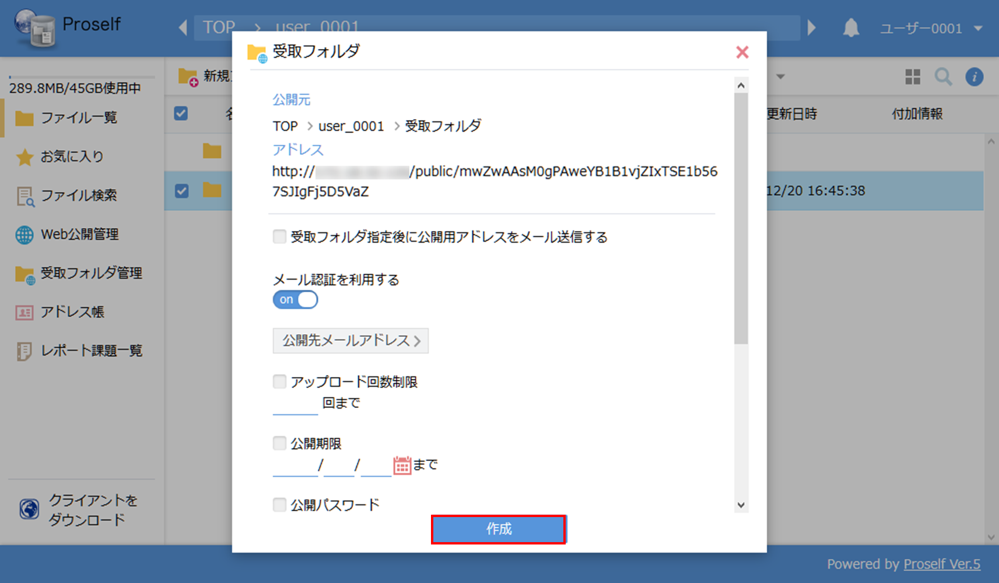 Proself
TOP > user_0001
ユーザー0001
289.8MB/45GB使用中
ファイル一覧
お気に入り
ファイル検索
Web公開管理
受取フォルダ管理
アドレス帳
レポート課題一覧
クライアントを
ダウンロード
新規
更新日時
付加情報
12/20 16:45:38
受取フォルダ
公開元
TOP > user_0001 > 受取フォルダ
アドレス
http:// /public/mwZwAAsM0gPAweYB1B1vjZIxTSE1b56
7SJIgFj5D5VaZ
受取フォルダ指定後に公開用アドレスをメール送信する
メール認証を利用する
on
公開先メールアドレス >
アップロード回数制限
回まで
公開期限
/ / まで
公開パスワード
作成
Powered by Proself Ver.5